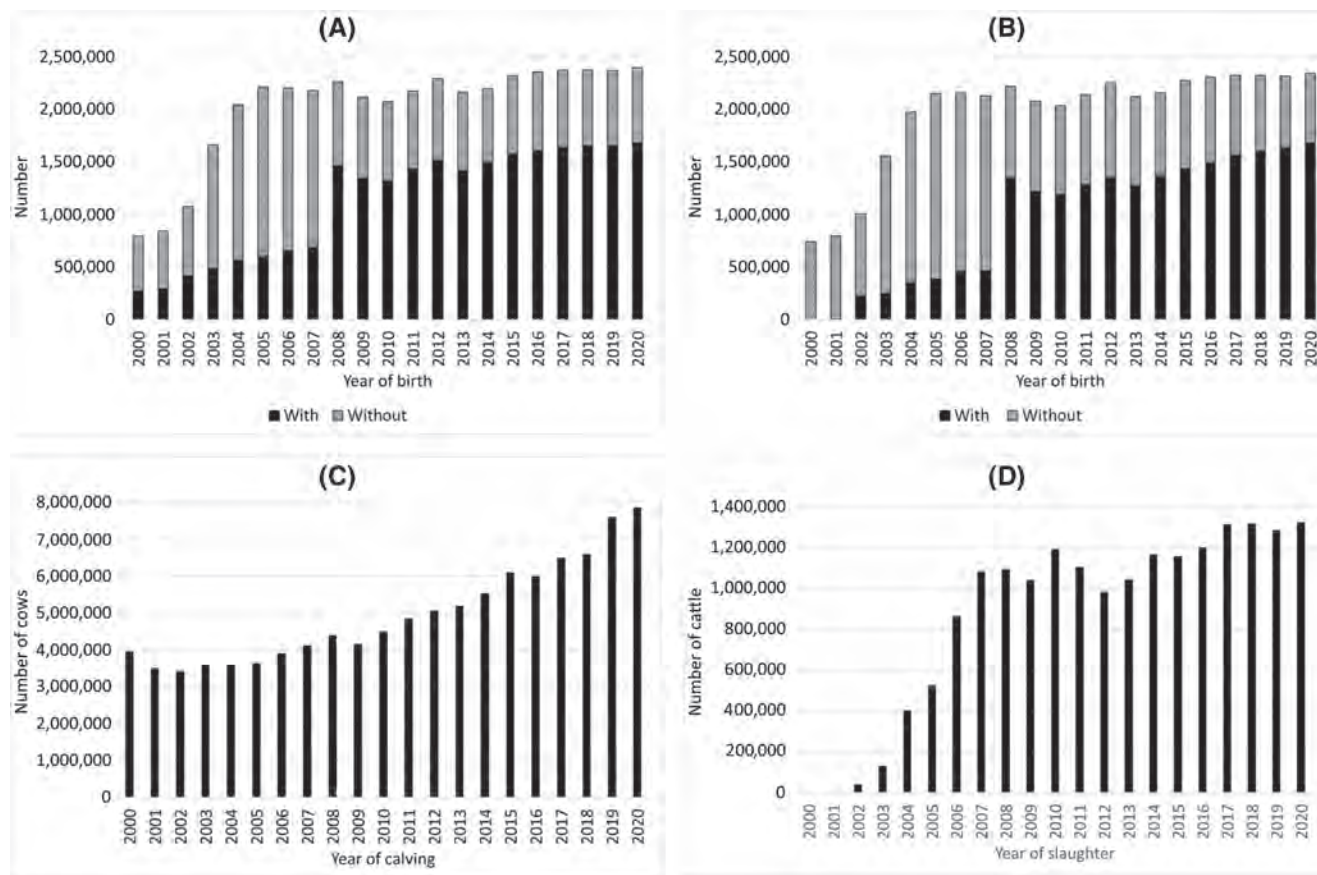 (A)
2,500,000
2,000,000
1,500,000
1,000,000
500,000
0
Number
2000 2001 2002 2003 2004 2005 2006 2007 2008 2009 2010 2011 2012 2013 2014 2015 2016 2017 2018 2019 2020
Year of birth
With Without
(B)
2,500,000
2,000,000
1,500,000
1,000,000
500,000
0
Number
2000 2001 2002 2003 2004 2005 2006 2007 2008 2009 2010 2011 2012 2013 2014 2015 2016 2017 2018 2019 2020
Year of birth
With Without
(C)
8,000,000
7,000,000
6,000,000
5,000,000
4,000,000
3,000,000
2,000,000
1,000,000
0
Number of cows
2000 2001 2002 2003 2004 2005 2006 2007 2008 2009 2010 2011 2012 2013 2014 2015 2016 2017 2018 2019 2020
Year of calving
(D)
1,400,000
1,200,000
1,000,000
800,000
600,000
400,000
200,000
0
Number of cattle
2000 2001 2002 2003 2004 2005 2006 2007 2008 2009 2010 2011 2012 2013 2014 2015 2016 2017 2018 2019 2020
Year of slaughter